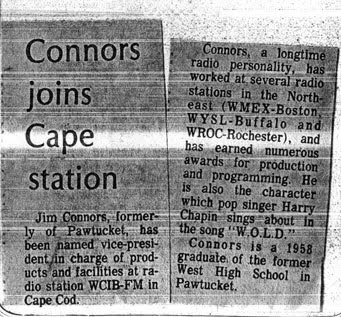 Connors
joins
Cape
station
Jim Connors, former-
ly of Pawtucket, has
been named vice-presi-
dent in charge of prod-
ucts and facilities at ra-
dio station WCIB-FM in
Cape Cod.
Connors, a longtime
radio personality, has
worked at several radio
stations in the North-
east (WMEX-Boston,
WYSL-Buffalo and
WROC-Rochester), and
has earned numerous
awards for production
and programming. He
is also the character
which pop singer Harry
Chapin sings about in
the song "W.O.L.D."
Connors is a 1958
graduate of the former
West High School in
Pawtucket.